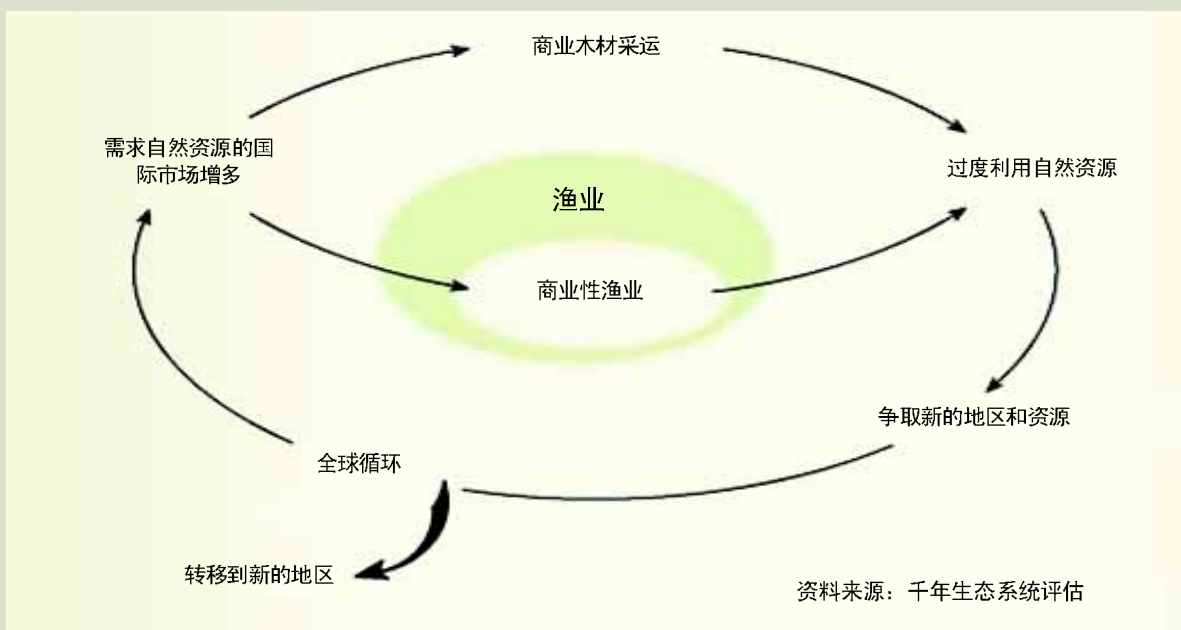 商业木材采运
需求自然资源的国
际市场增多
过度利用自然资源
渔业
商业性渔业
争取新的地区和资源
全球循环
转移到新的地区
资料来源：千年生态系统评估